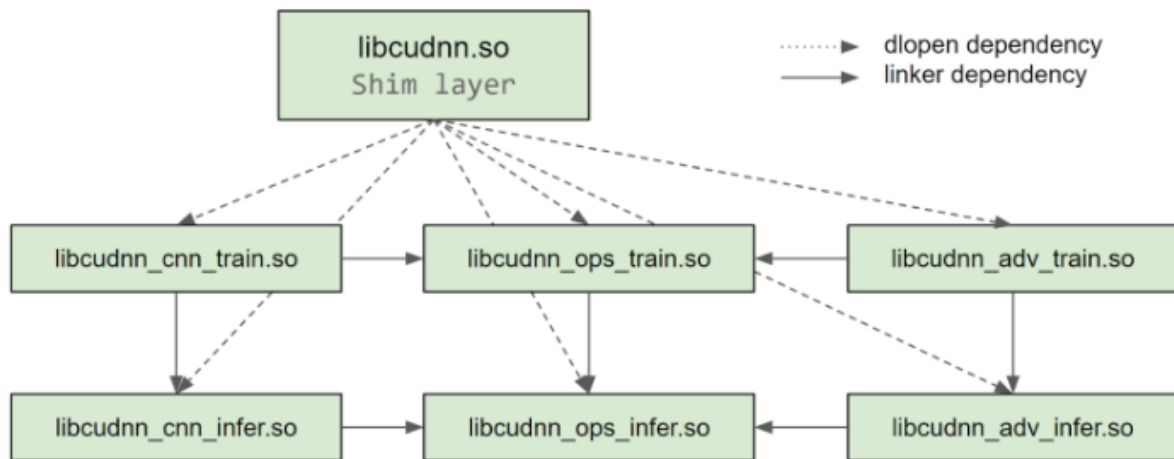 libcudnn.so
Shim layer
dlopen dependency
linker dependency
libcudnn_cnn_train.so
libcudnn_ops_train.so
libcudnn_adv_train.so
libcudnn_cnn_infer.so
libcudnn_ops_infer.so
libcudnn_adv_infer.so